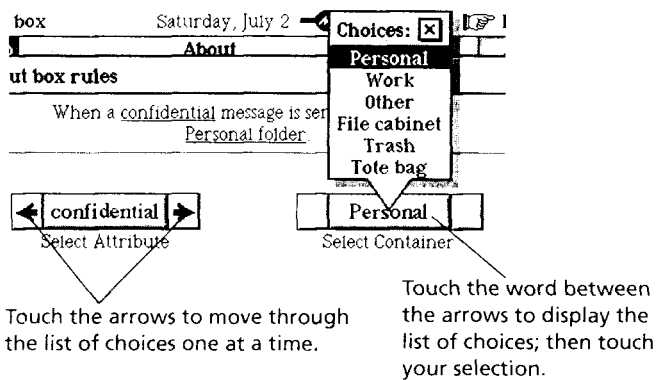 box Saturday, July 2
Choices:
About
ut box rules
Personal
Work
Other
File cabinet
Trash
Tote bag
When a confidential message is ser
Personal folder.
confidential
Personal
Select Attribute
Select Container
Touch the arrows to move through
the list of choices one at a time.
Touch the word between
the arrows to display the
list of choices; then touch
your selection.